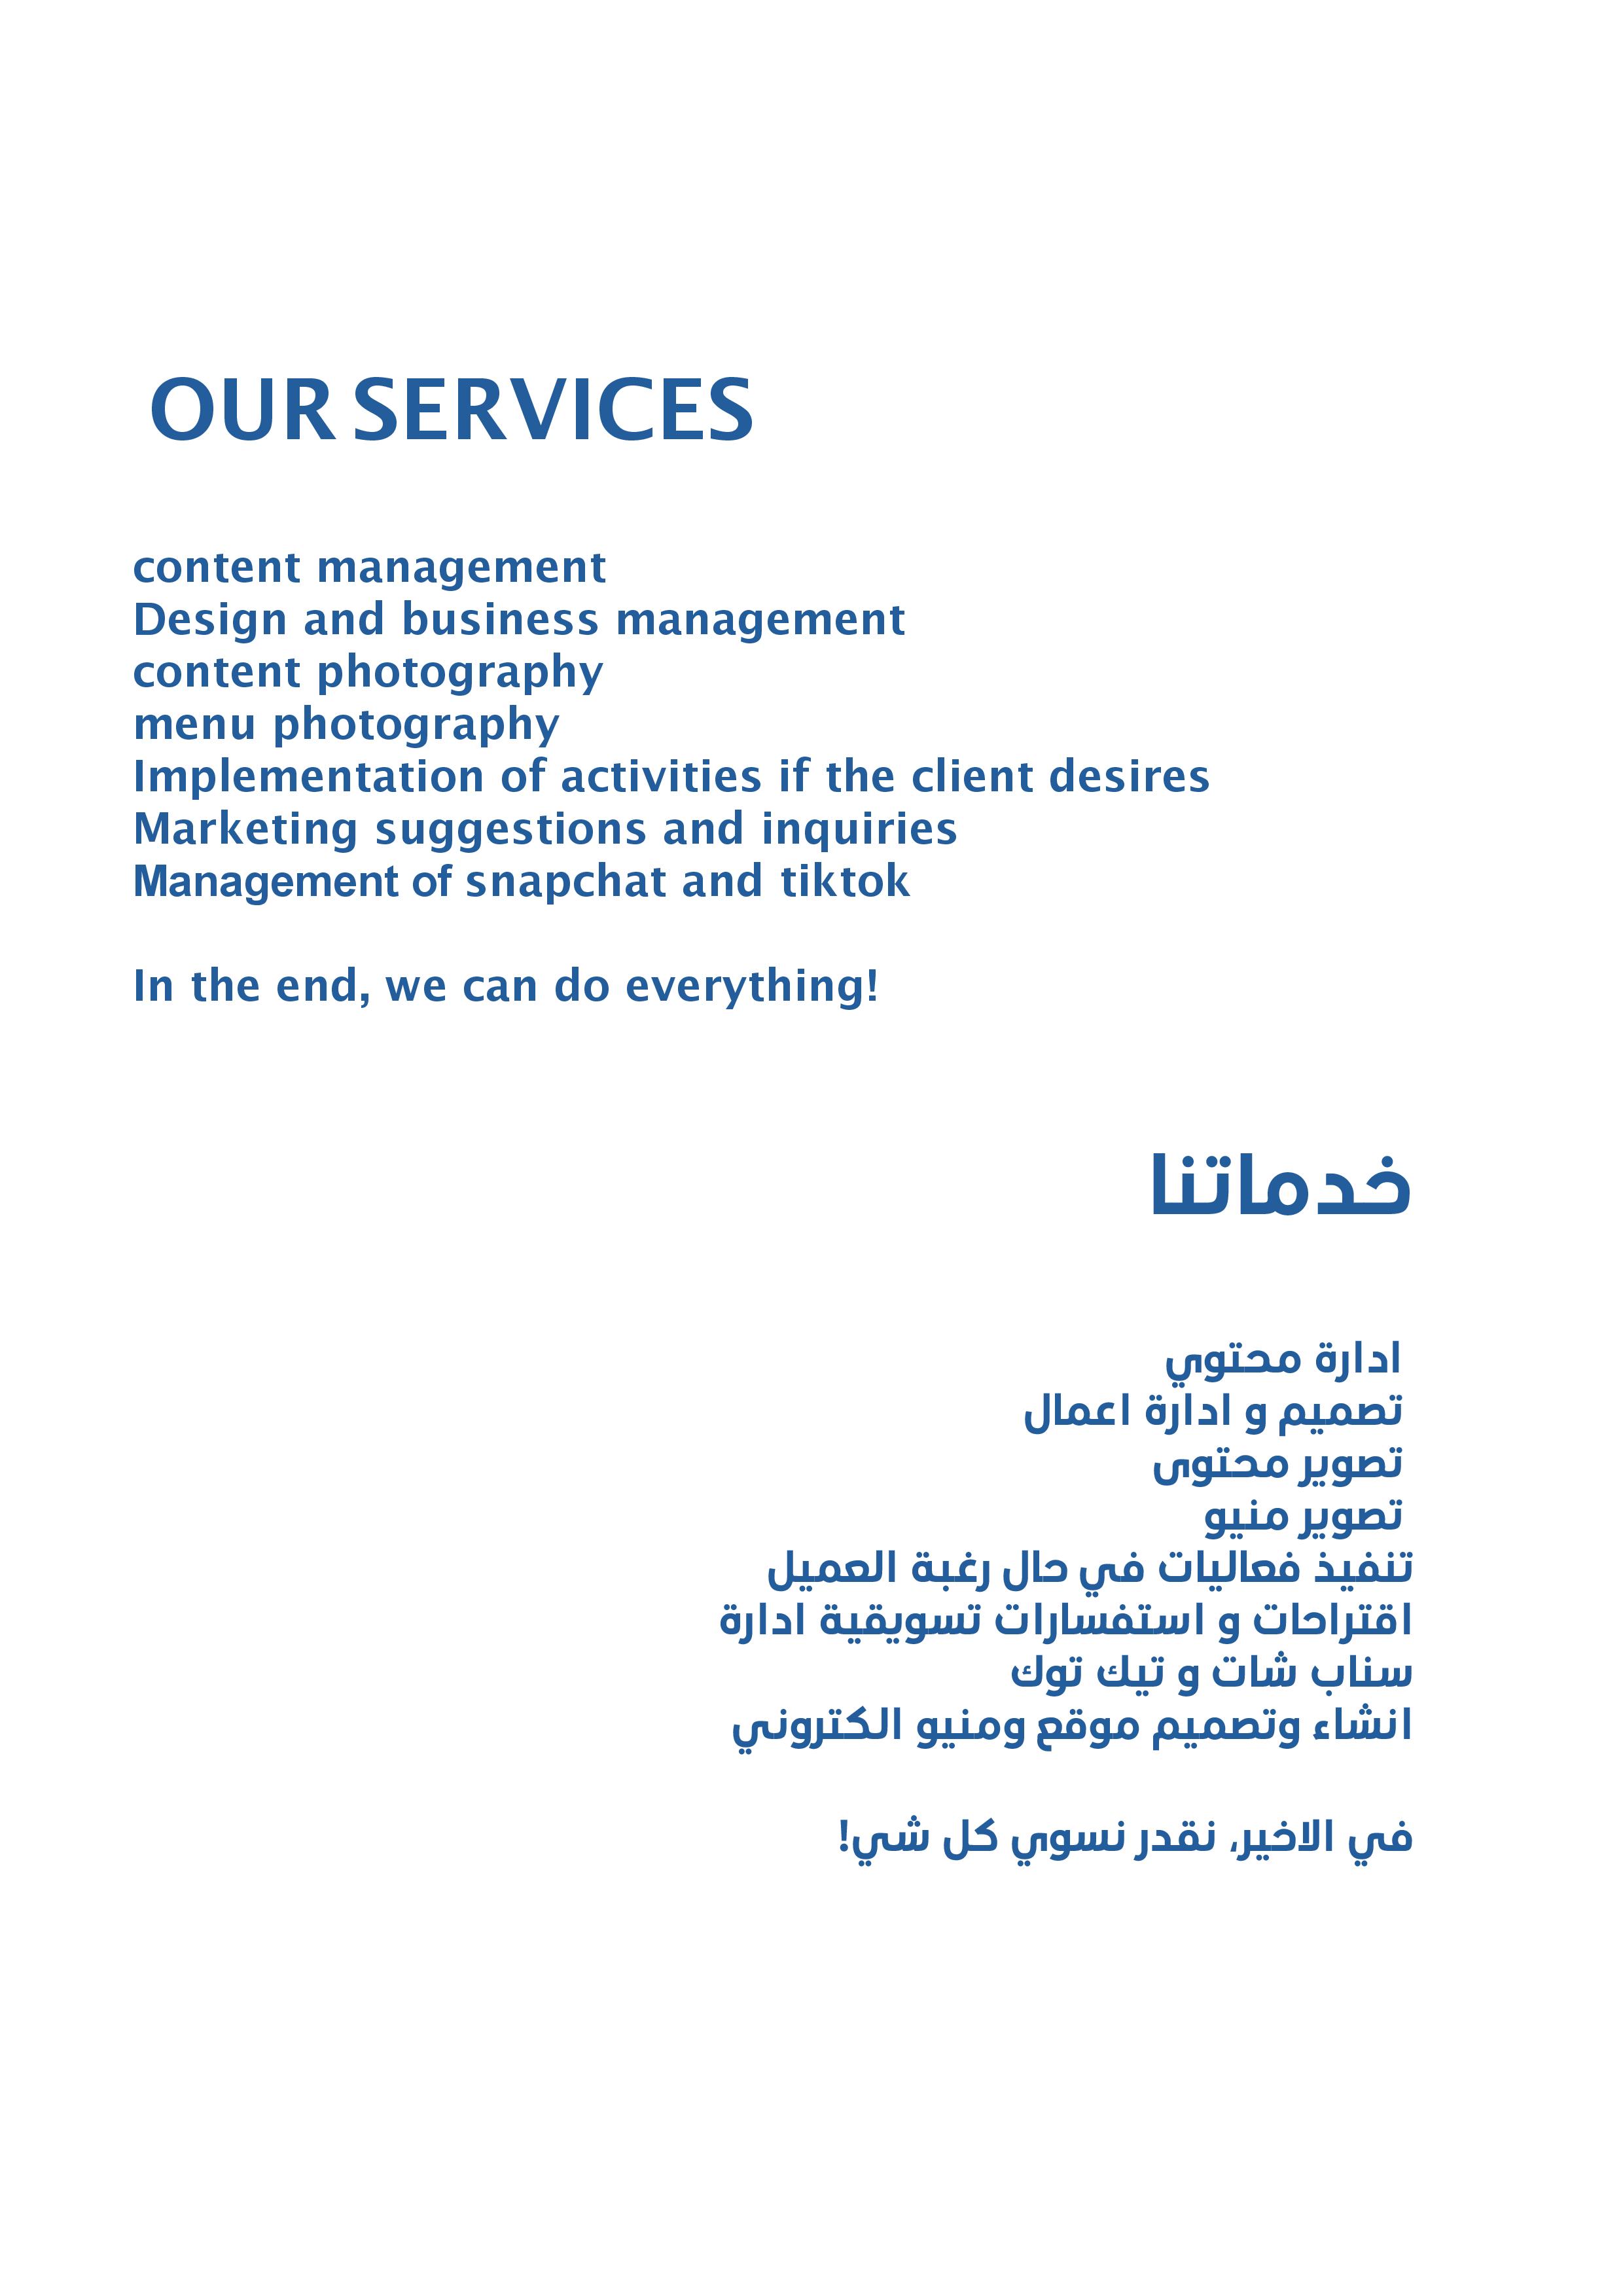 OUR SERVICES
content management
Design and business management
content photography
menu photography
Implementation of activities if the client desires
Marketing suggestions and inquiries
Management of snapchat and tiktok
In the end, we can do everything!
خدماتنا
ادارة محتوي
تصميم و ادارة اعمال
تصوير محتوى
تصوير منيو
تنفيذ فعاليات في حال رغبة العميل
اقتراحات و استفسارات تسويقية ادارة
سناب شات و تيك توك
انشاء وتصميم موقع ومنيو الكتروني
في الاخير، نقدر نسوي كل شي!